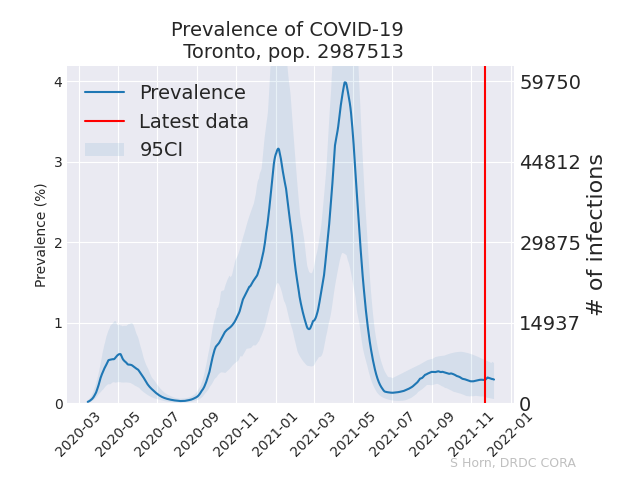 Prevalence of COVID-19
Toronto, pop. 2987513
Prevalence
Latest data
95CI
Prevalence (%)
4
3
2
1
0
59750
44812
29875
14937
0
# of infections
2020-03
2020-05
2020-07
2020-09
2020-11
2021-01
2021-03
2021-05
2021-07
2021-09
2021-11
2022-01
S Horn, DRDC CORA